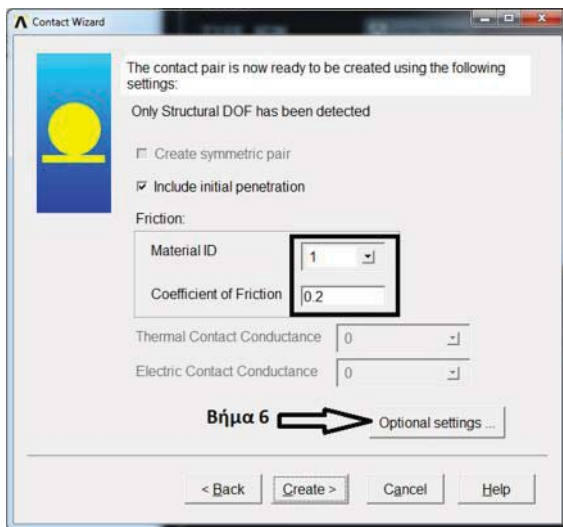 Contact Wizard
The contact pair is now ready to be created using the following
settings:
Only Structural DOF has been detected
Create symmetric pair
Include initial penetration
Friction:
Material ID 1
Coefficient of Friction 0.2
Thermal Contact Conductance 0
Electric Contact Conductance 0
Βήμα 6 Optional settings ...
< Back Create > Cancel Help